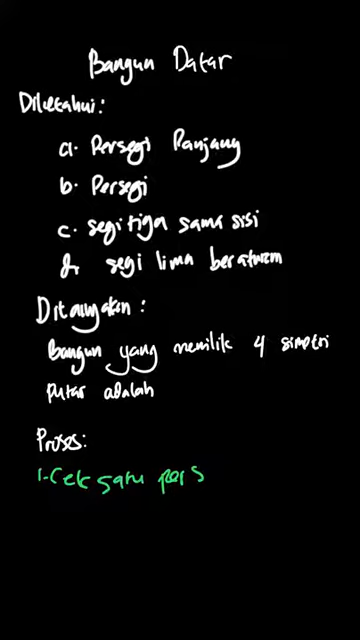 Bangun Datar
Diketahui:
a. Persegi Panjang
b. Persegi
c. segitiga sama sisi
d. segi lima beraturan
Ditanyakan:
Bangun yang memilik 4 simetri
putar adalah
Proses:
1. Cek satu per s